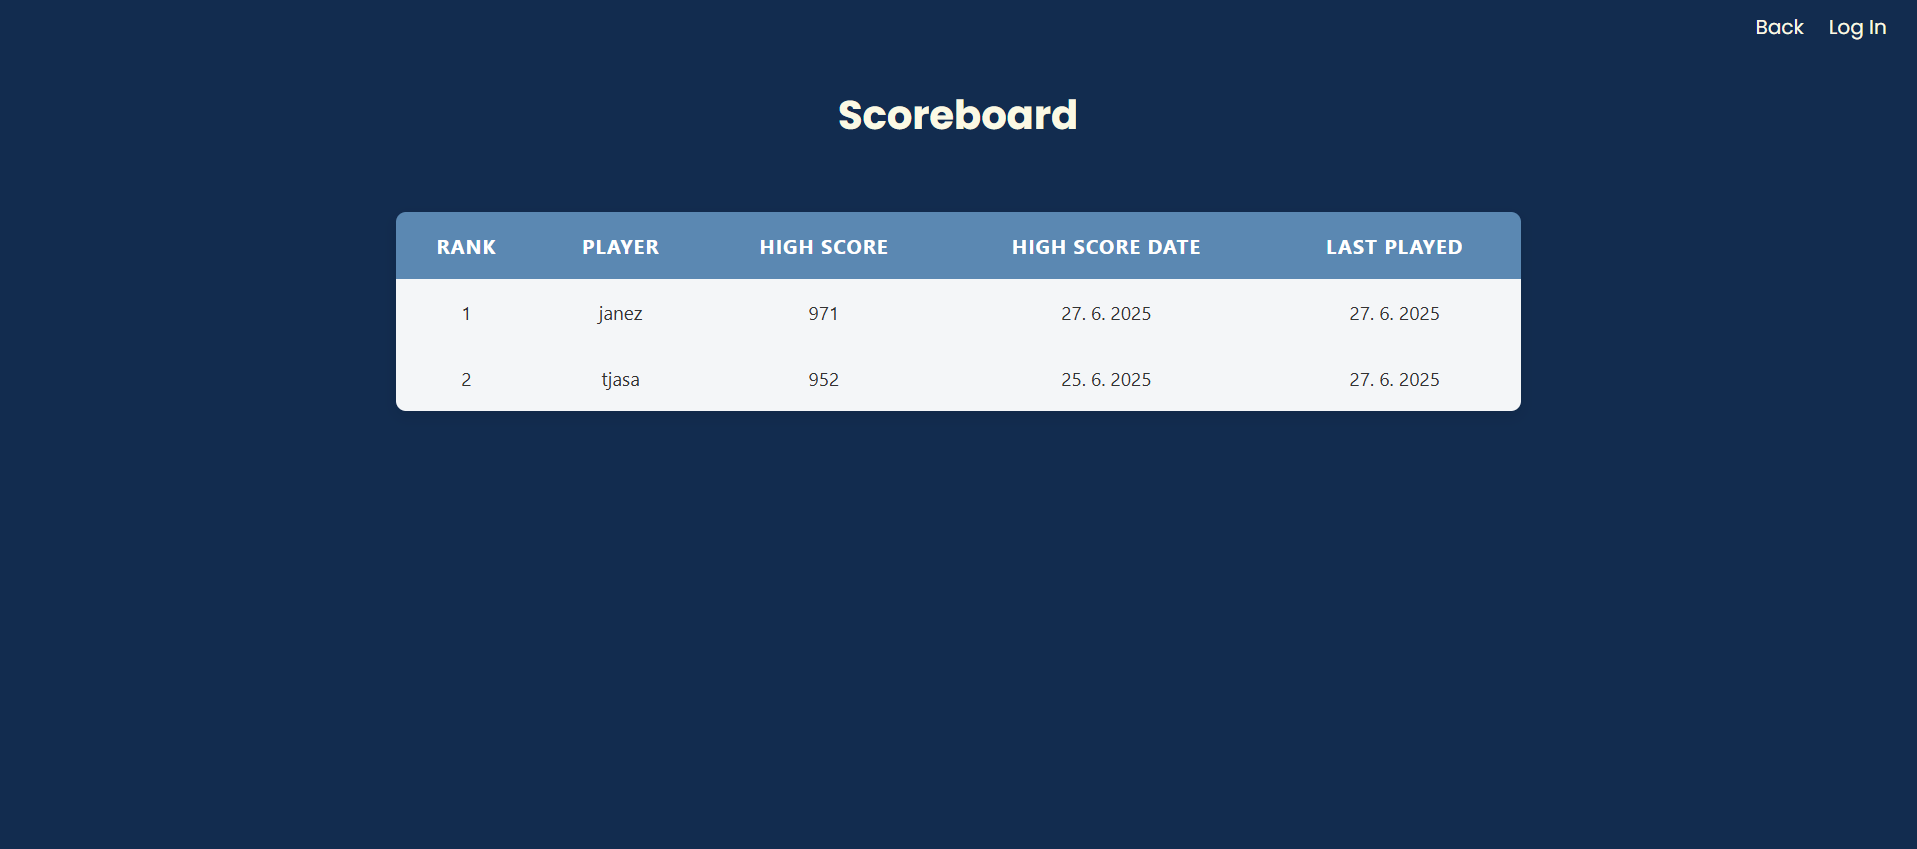 Back Log In
Scoreboard
RANK PLAYER HIGH SCORE HIGH SCORE DATE LAST PLAYED
1 janez 971 27. 6. 2025 27. 6. 2025
2 tjasa 952 25. 6. 2025 27. 6. 2025